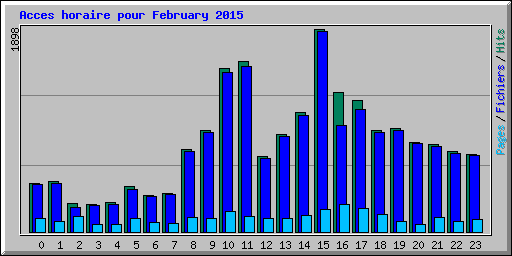 Acces horaire pour February 2015
1898
Pages / Fichiers / Hits
0 1 2 3 4 5 6 7 8 9 10 11 12 13 14 15 16 17 18 19 20 21 22 23